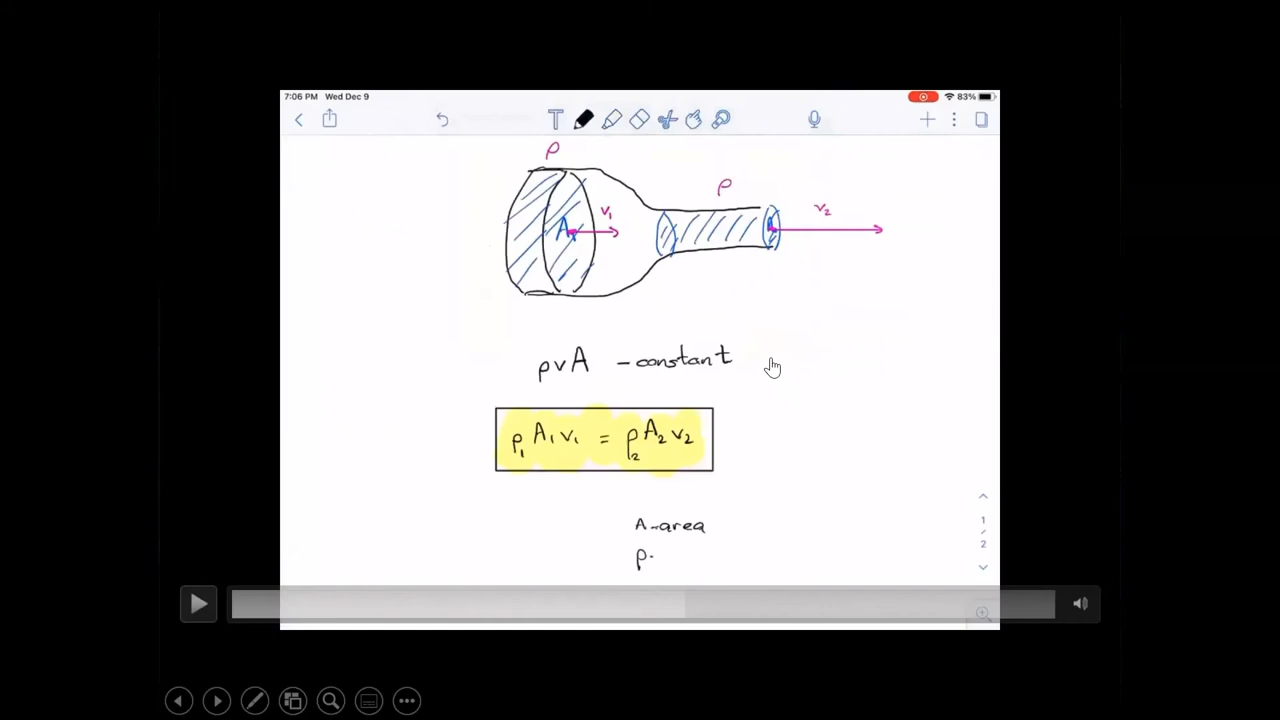 7:06 PM Wed Dec 9
83%
T
ρ
ρ
v₁
v₂
A₁
ρvA - constant
ρ₁A₁v₁ = ρ₂A₂v₂
A-area
ρ-
1
/
2